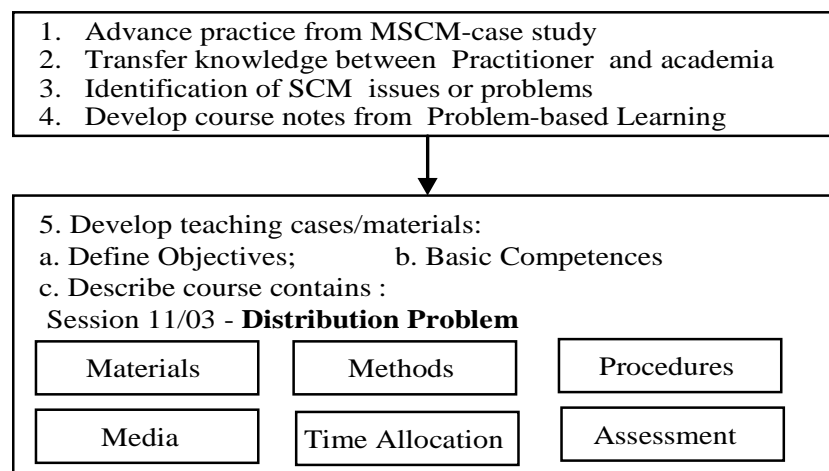 1. Advance practice from MSCM-case study
2. Transfer knowledge between Practitioner and academia
3. Identification of SCM issues or problems
4. Develop course notes from Problem-based Learning
5. Develop teaching cases/materials:
a. Define Objectives; b. Basic Competences
c. Describe course contains :
Session 11/03 - Distribution Problem
Materials Methods Procedures
Media Time Allocation Assessment